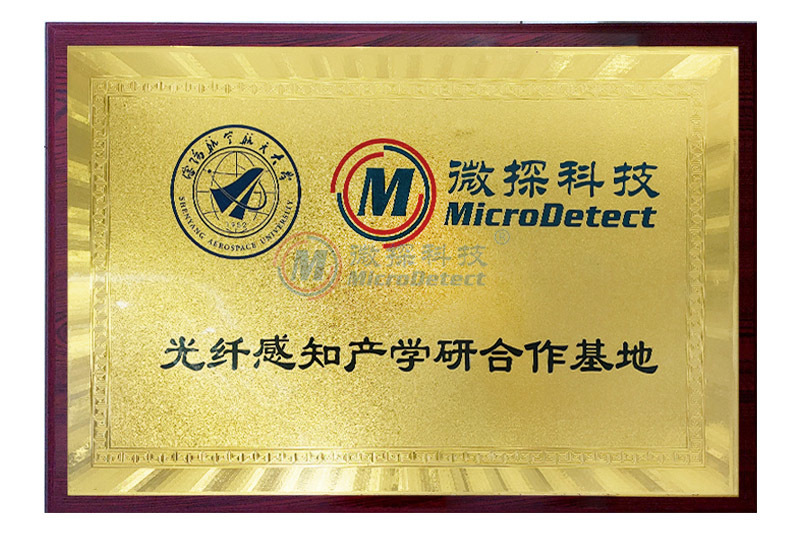 沈阳航空航天大学
SHENYANG AEROSPACE UNIVERSITY
1952
M
微探科技
MicroDetect
M 微探科技®
MicroDetect
光纤感知产学研合作基地